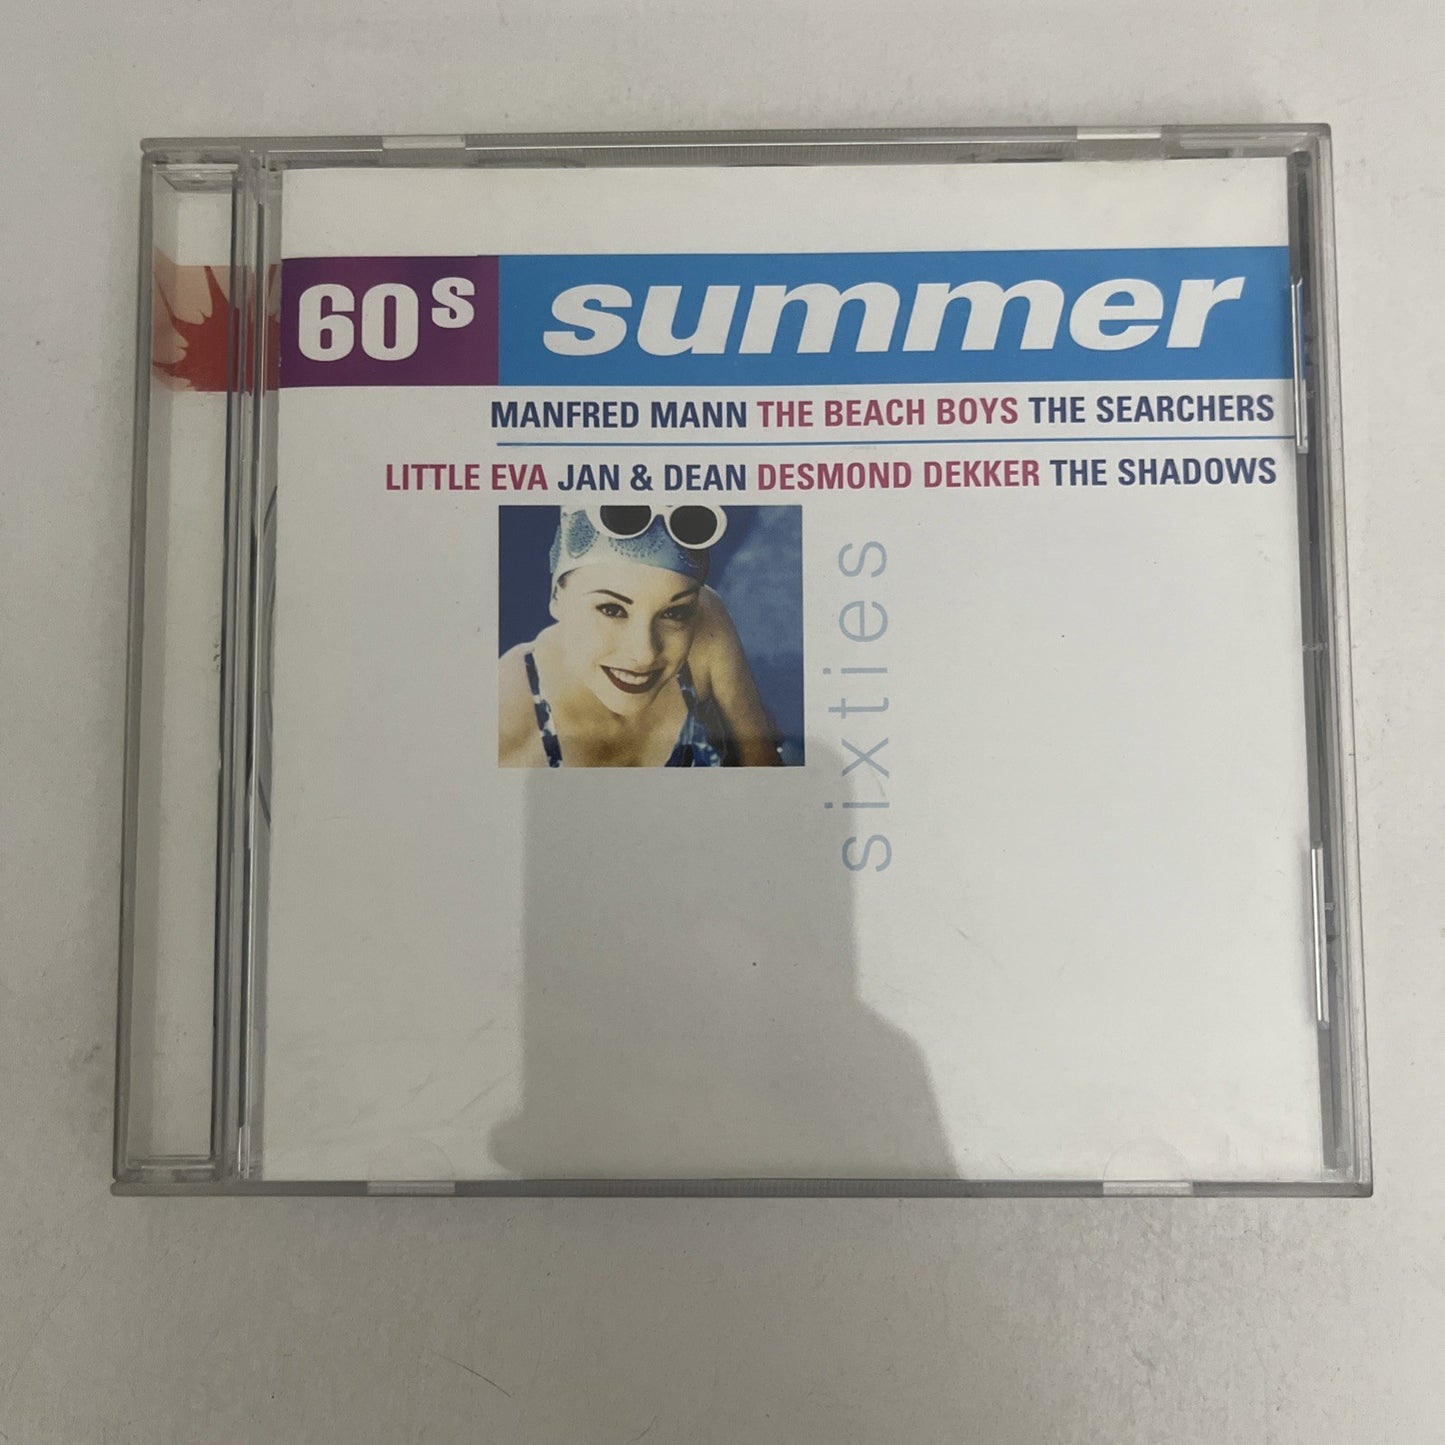 60s summer
MANFRED MANN THE BEACH BOYS THE SEARCHERS
LITTLE EVA JAN & DEAN DESMOND DEKKER THE SHADOWS
sixties